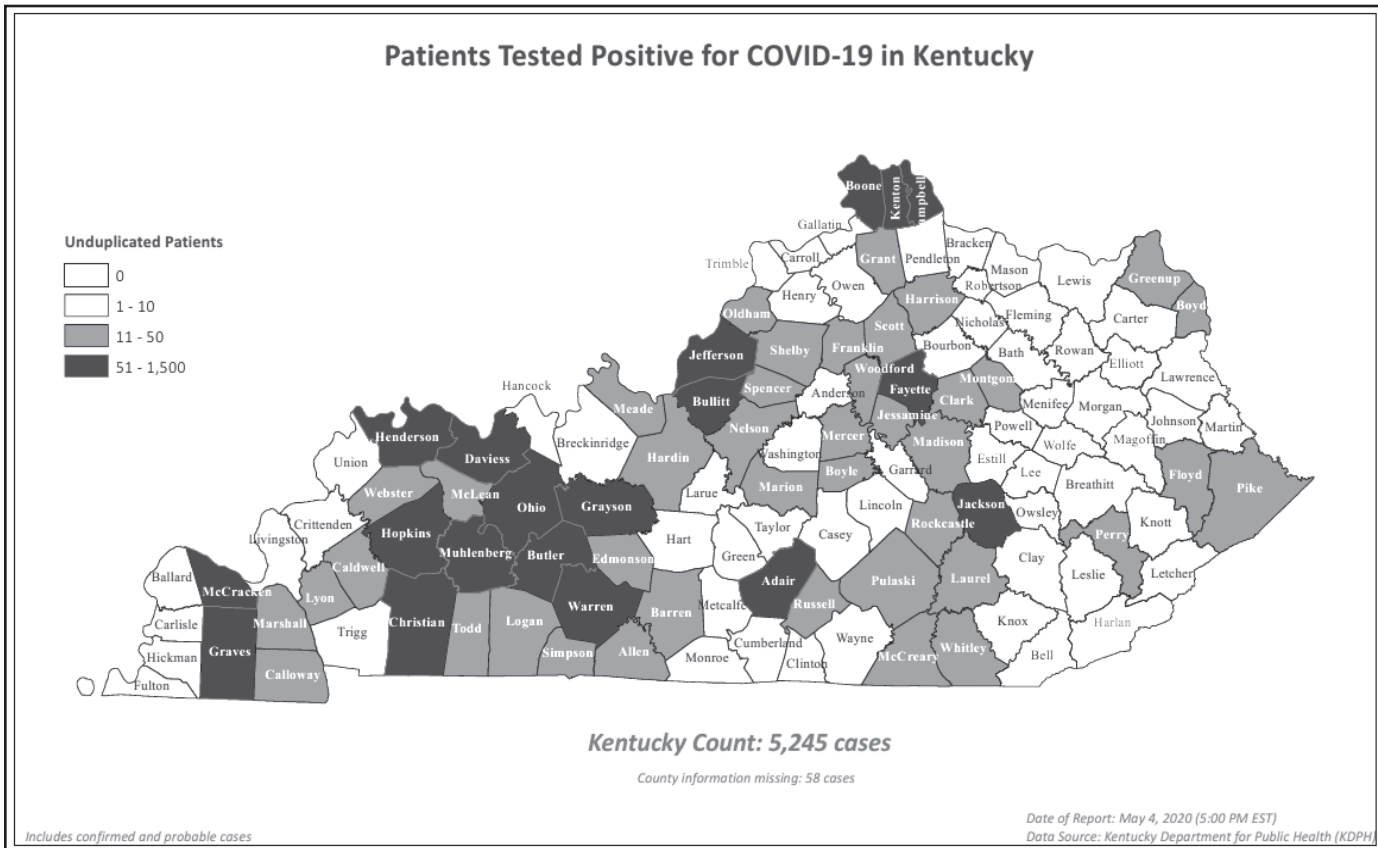 Patients Tested Positive for COVID-19 in Kentucky
Unduplicated Patients
0
1 - 10
11 - 50
51 - 1,500
Boone
Kenton
umpbell
Gallatin
Trimble
Carroll
Grant
Pendleton
Bracken
Mason
Robertson
Lewis
Greenup
Boyd
Henry
Owen
Harrison
Oldham
Nicholas
Fleming
Carter
Scott
Jefferson
Shelby
Franklin
Bourbon
Bath
Rowan
Elliott
Lawrence
Woodford
Bullitt
Spencer
Anderson
Fayette
Clark
Montgom
Menifee
Morgan
Hancock
Meade
Jessamine
Powell
Johnson
Martin
Breckinridge
Nelson
Mercer
Madison
Wolfe
Magoffin
Henderson
Daviess
Hardin
Washington
Boyle
Garrard
Estill
Lee
Floyd
Pike
Union
Webster
McLean
Marion
Breathitt
Ohio
Grayson
Larue
Lincoln
Jackson
Owsley
Crittenden
Hopkins
Livingston
Muhlenberg
Butler
Edmonson
Hart
Taylor
Green
Casey
Rockcastle
Perry
Knott
Ballard
Caldwell
Adair
Pulaski
Laurel
Clay
Leslie
Letcher
McCracken
Lyon
Warren
Metcalfe
Russell
Carlisle
Marshall
Trigg
Christian
Todd
Logan
Barren
Cumberland
Wayne
Knox
Harlan
Hickman
Graves
Calloway
Simpson
Allen
Monroe
Clinton
McCreary
Whitley
Bell
Fulton
Kentucky Count: 5,245 cases
County information missing: 58 cases
Date of Report: May 4, 2020 (5:00 PM EST)
Includes confirmed and probable cases
Data Source: Kentucky Department for Public Health (KDPH)